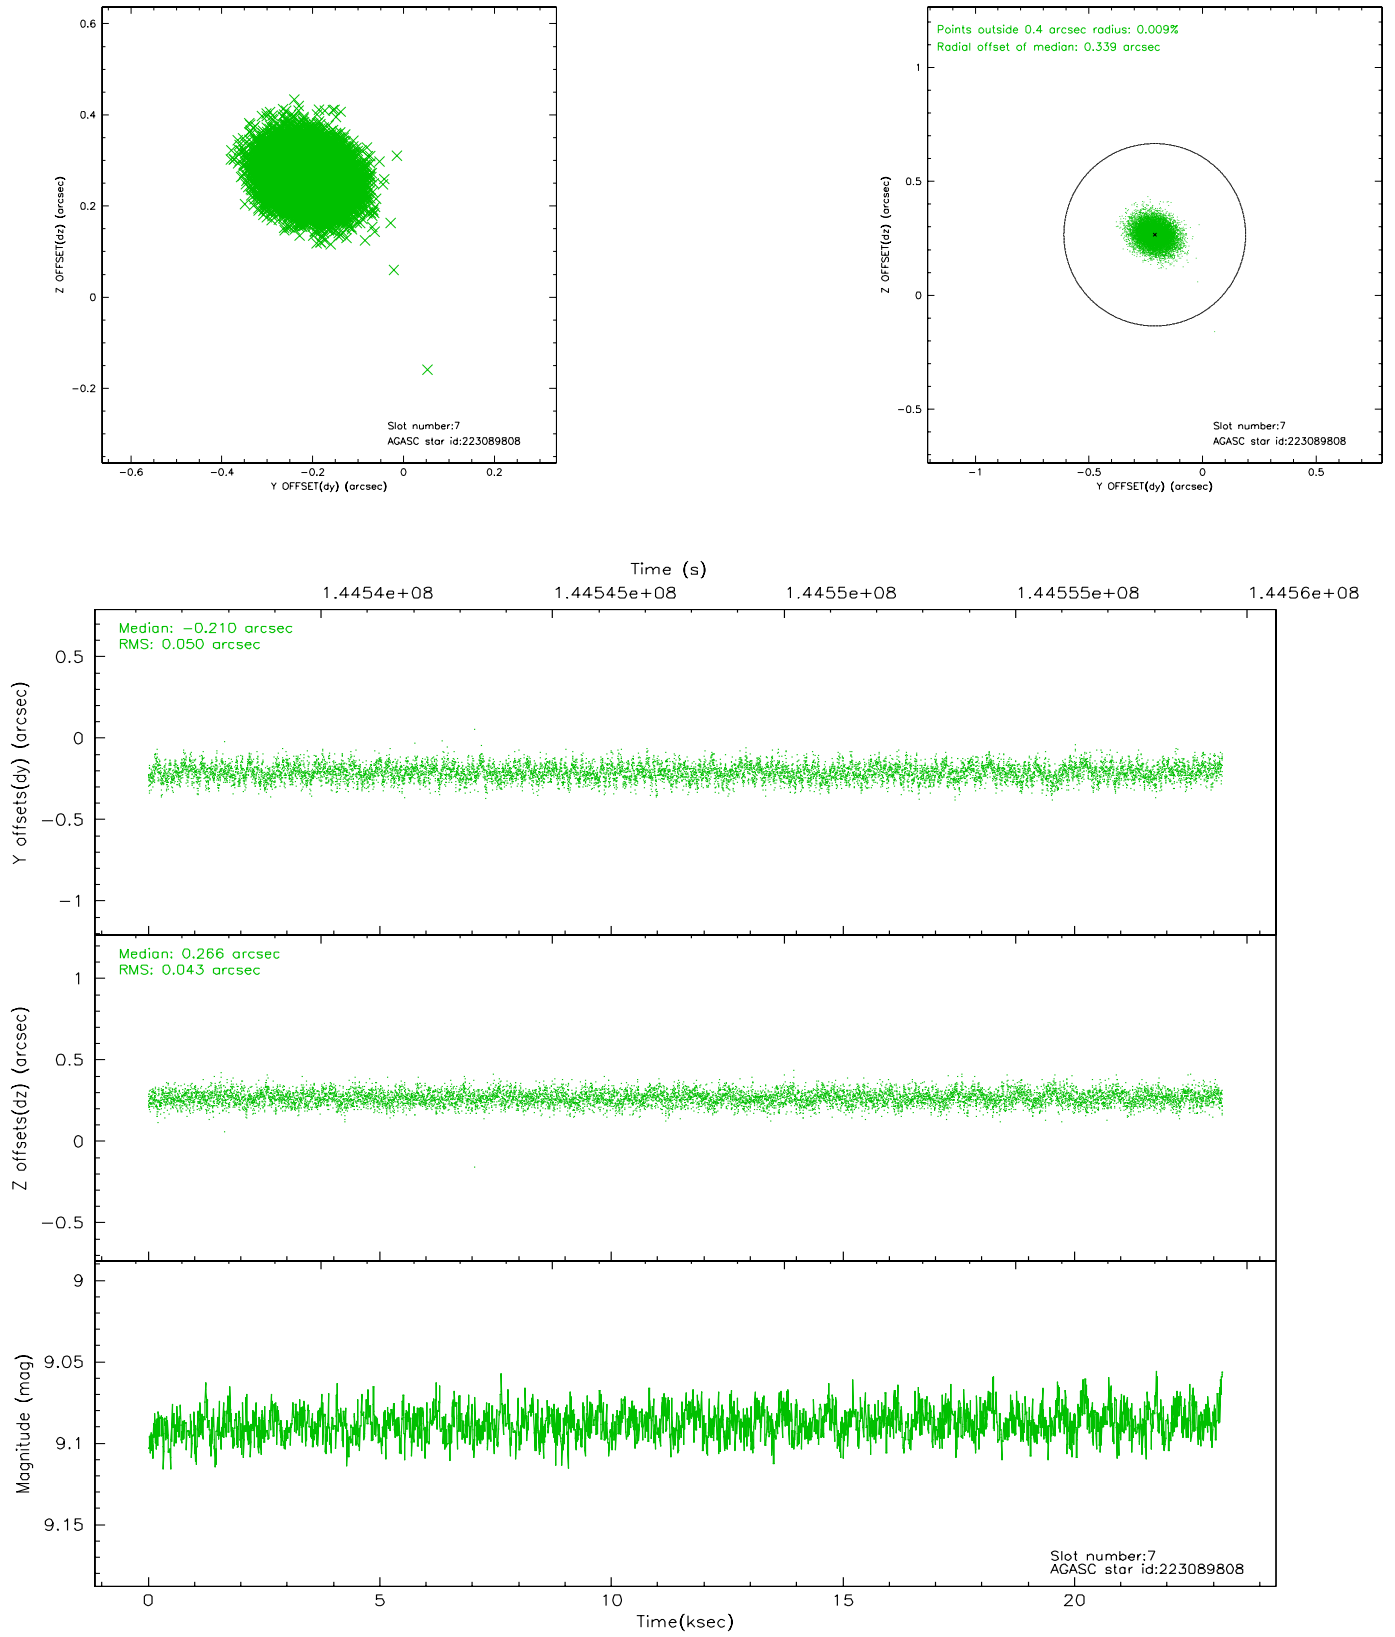 0.6
0.4
0.2
0
−0.2
Z OFFSET(dz) (arcsec)
Slot number:7
AGASC star id:223089808
−0.6 −0.4 −0.2 0 0.2
Y OFFSET(dy) (arcsec)
Points outside 0.4 arcsec radius: 0.009%
Radial offset of median: 0.339 arcsec
1
0.5
0
−0.5
Z OFFSET(dz) (arcsec)
Slot number:7
AGASC star id:223089808
−1 −0.5 0 0.5
Y OFFSET(dy) (arcsec)
Time (s)
1.4454e+08 1.44545e+08 1.4455e+08 1.44555e+08 1.4456e+08
Median: −0.210 arcsec
RMS: 0.050 arcsec
0.5
0
−0.5
−1
Y offsets(dy) (arcsec)
Median: 0.266 arcsec
RMS: 0.043 arcsec
1
0.5
0
−0.5
Z offsets(dz) (arcsec)
9
9.05
9.1
9.15
Magnitude (mag)
Slot number:7
AGASC star id:223089808
0 5 10 15 20
Time(ksec)